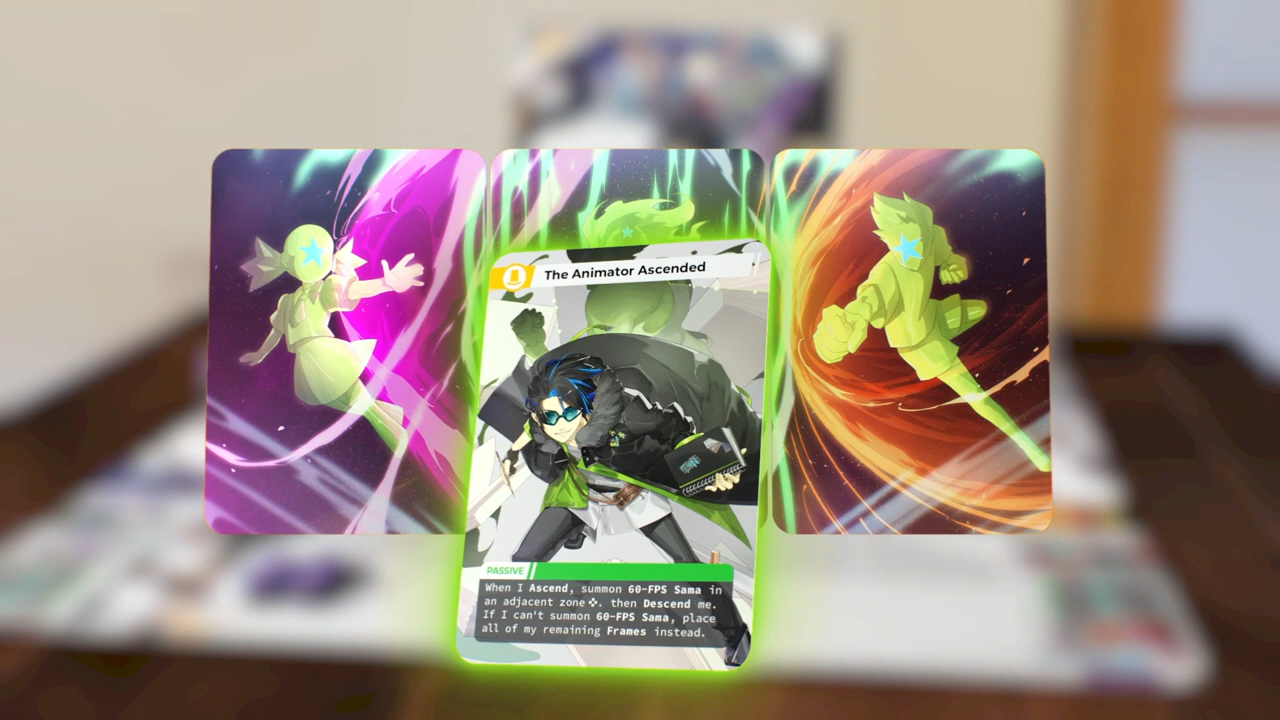 The Animator Ascended
PASSIVE
When I Ascend, summon 60-FPS Sama in
an adjacent zone. then Descend me.
If I can't summon 60-FPS Sama, place
all of my remaining Frames instead.